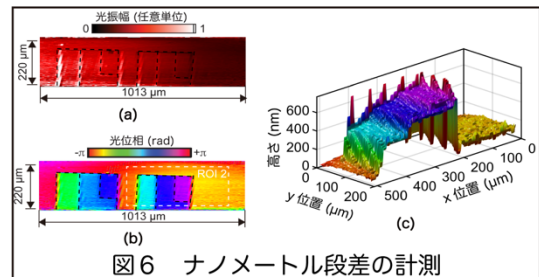 光振幅 (任意単位)
0 1
220 μm
1013 μm
(a)
光位相 (rad)
-π +π
ROI 2
220 μm
1013 μm
(b)
高さ (nm)
600
400
200
0
0
100
200
y 位置 (μm)
500
400
300
200
100
0
x 位置 (μm)
(c)
図6 ナノメートル段差の計測